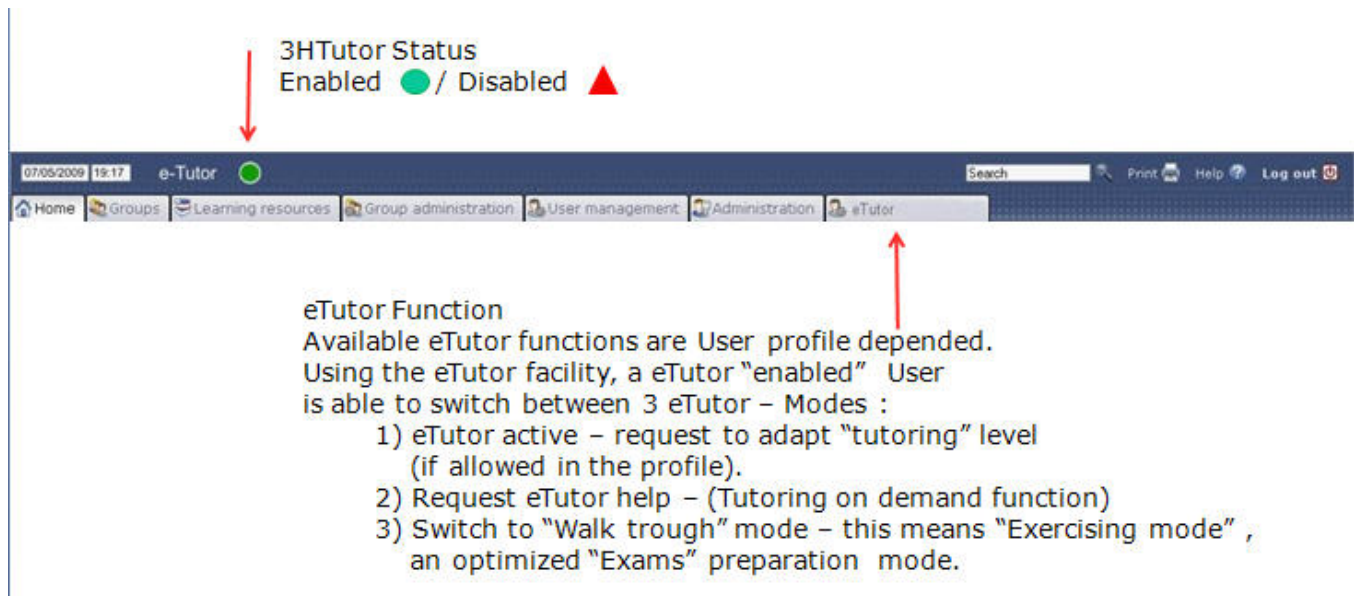 3HTutor Status
Enabled / Disabled
07/05/2009 19:17 e-Tutor Search Print Help Log out
Home Groups Learning resources Group administration User management Administration eTutor
eTutor Function
Available eTutor functions are User profile depended.
Using the eTutor facility, a eTutor “enabled” User
is able to switch between 3 eTutor – Modes :
1) eTutor active – request to adapt “tutoring” level
(if allowed in the profile).
2) Request eTutor help – (Tutoring on demand function)
3) Switch to “Walk trough” mode – this means “Exercising mode” ,
an optimized “Exams” preparation mode.